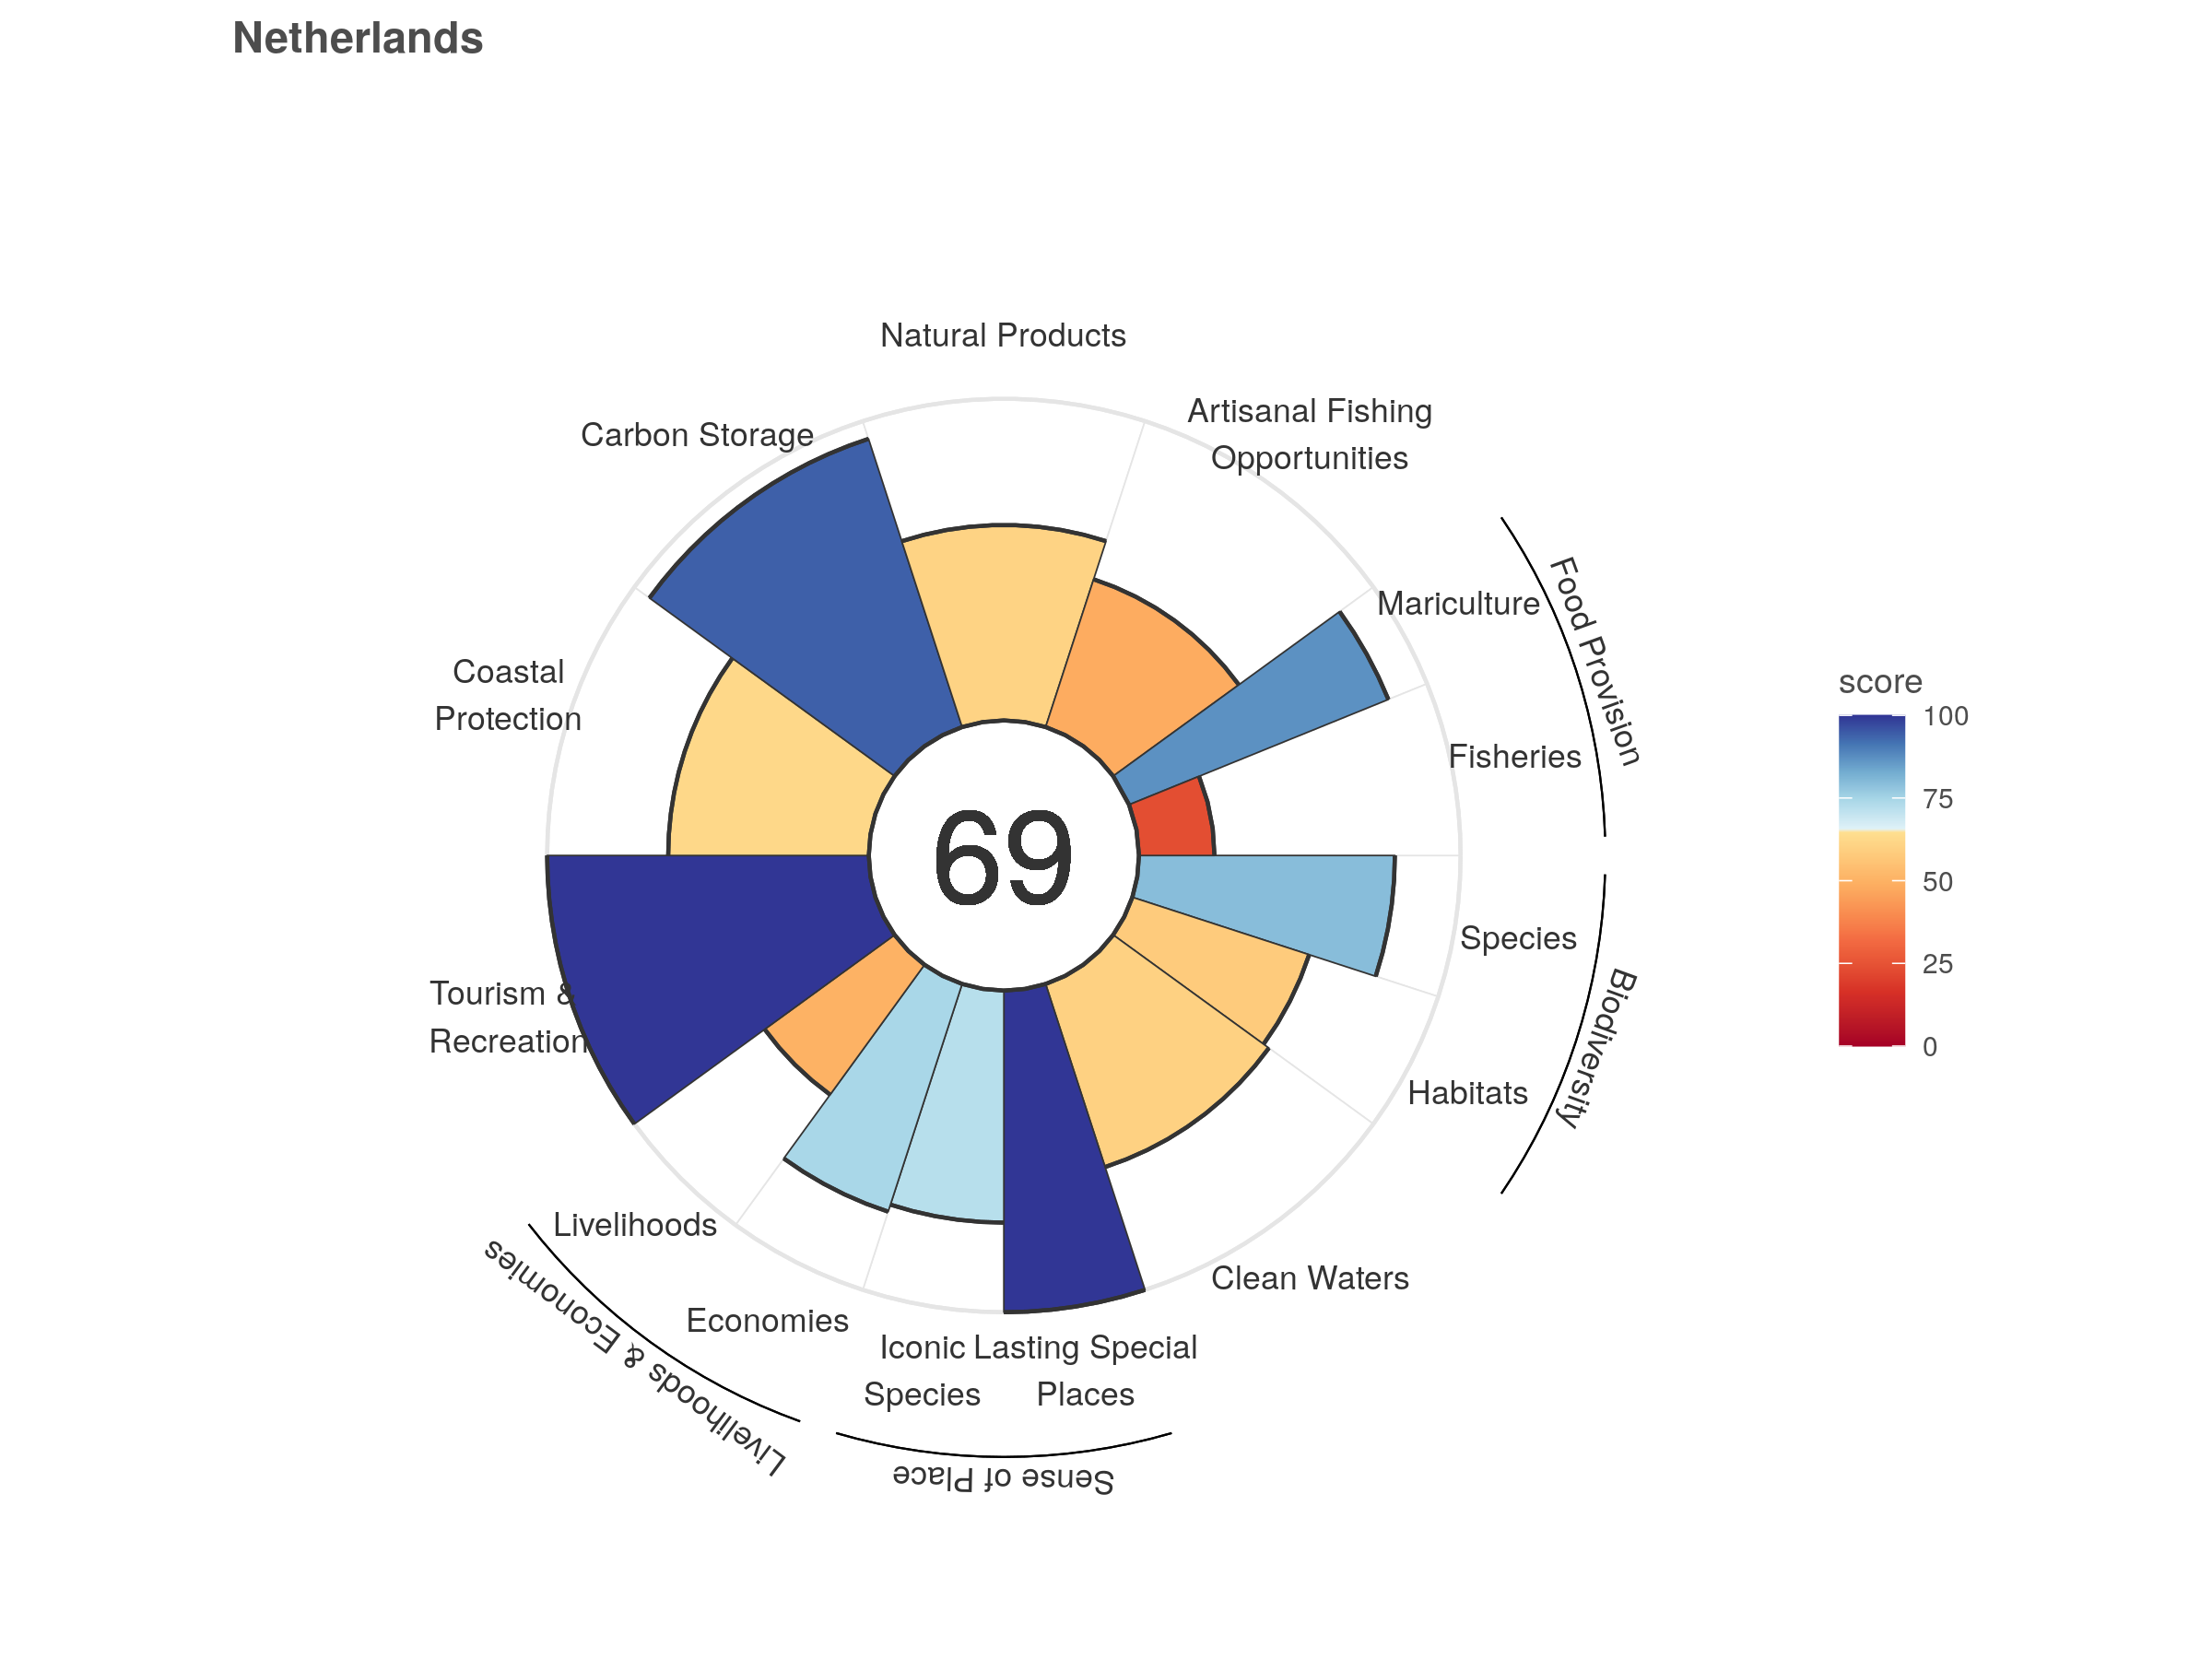 Netherlands
Natural Products
Artisanal Fishing
Opportunities
Carbon Storage
Mariculture
Food Provision
Coastal
Protection
Fisheries
score
100
75
50
25
0
69
Species
Biodiversity
Tourism &
Recreation
Habitats
Livelihoods
Clean Waters
Economies
Livelihoods & Economies
Iconic
Species
Lasting Special
Places
Sense of Place